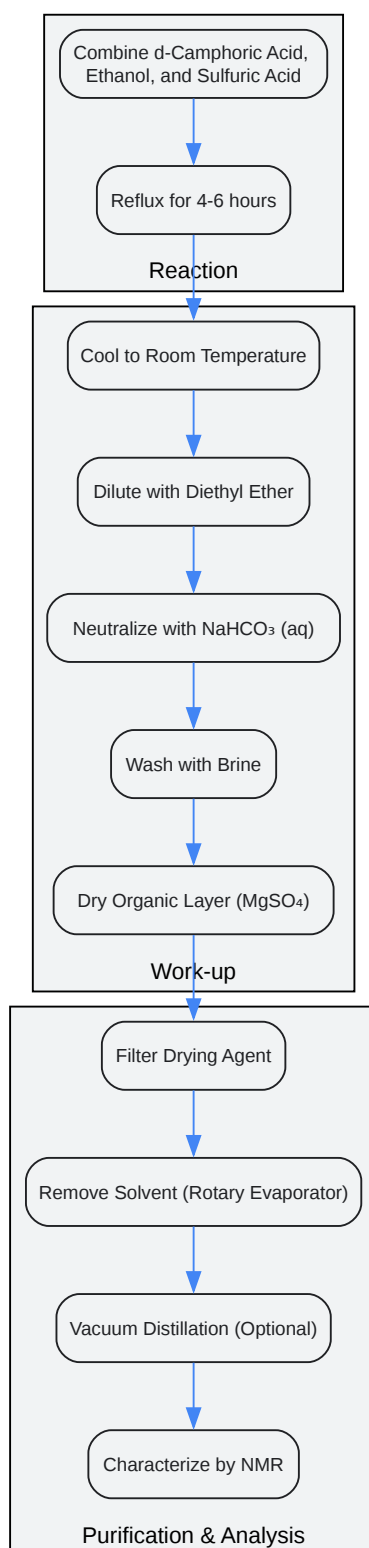 Combine d-Camphoric Acid,
Ethanol, and Sulfuric Acid
Reflux for 4-6 hours
Reaction
Cool to Room Temperature
Dilute with Diethyl Ether
Neutralize with NaHCO₃ (aq)
Wash with Brine
Dry Organic Layer (MgSO₄)
Work-up
Filter Drying Agent
Remove Solvent (Rotary Evaporator)
Vacuum Distillation (Optional)
Characterize by NMR
Purification & Analysis